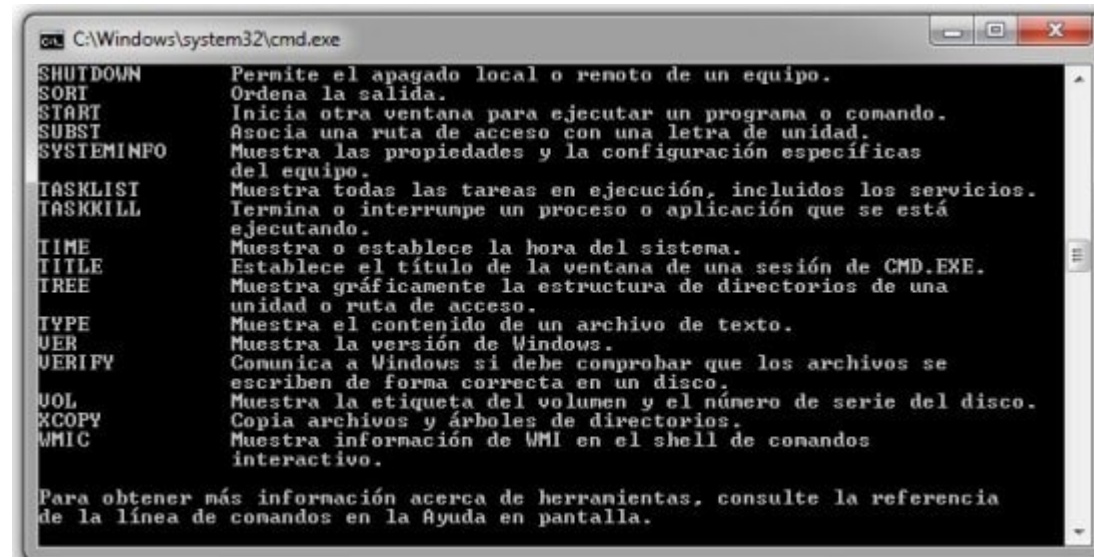 C:\Windows\system32\cmd.exe
SHUTDOWN Permite el apagado local o remoto de un equipo.
SORT Ordena la salida.
START Inicia otra ventana para ejecutar un programa o comando.
SUBST Asocia una ruta de acceso con una letra de unidad.
SYSTEMINFO Muestra las propiedades y la configuración específicas
del equipo.
TASKLIST Muestra todas las tareas en ejecución, incluidos los servicios.
TASKKILL Termina o interrumpe un proceso o aplicación que se está
ejecutando.
TIME Muestra o establece la hora del sistema.
TITLE Establece el título de la ventana de una sesión de CMD.EXE.
TREE Muestra gráficamente la estructura de directorios de una
unidad o ruta de acceso.
TYPE Muestra el contenido de un archivo de texto.
VER Muestra la versión de Windows.
VERIFY Comunica a Windows si debe comprobar que los archivos se
escriben de forma correcta en un disco.
VOL Muestra la etiqueta del volumen y el número de serie del disco.
XCOPY Copia archivos y árboles de directorios.
WMIC Muestra información de WMI en el shell de comandos
interactivo.
Para obtener más información acerca de herramientas, consulte la referencia
de la línea de comandos en la Ayuda en pantalla.